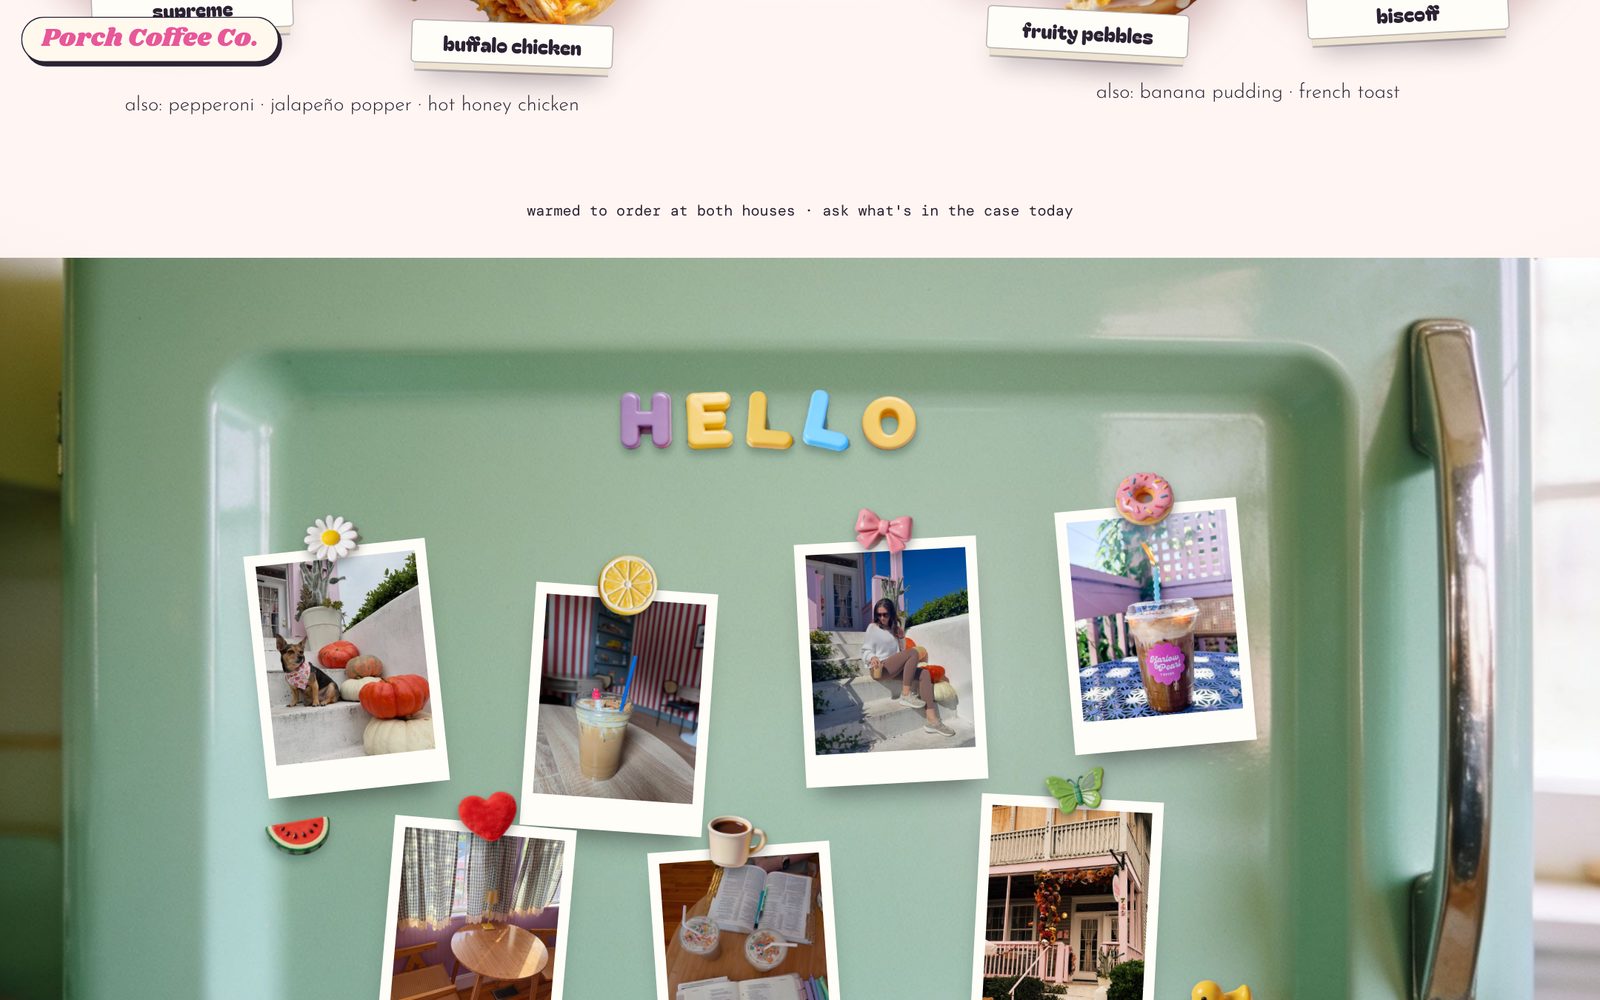 supreme
Porch Coffee Co.
buffalo chicken
fruity pebbles
biscoff
also: pepperoni · jalapeño popper · hot honey chicken
also: banana pudding · french toast
warmed to order at both houses · ask what's in the case today
HELLO